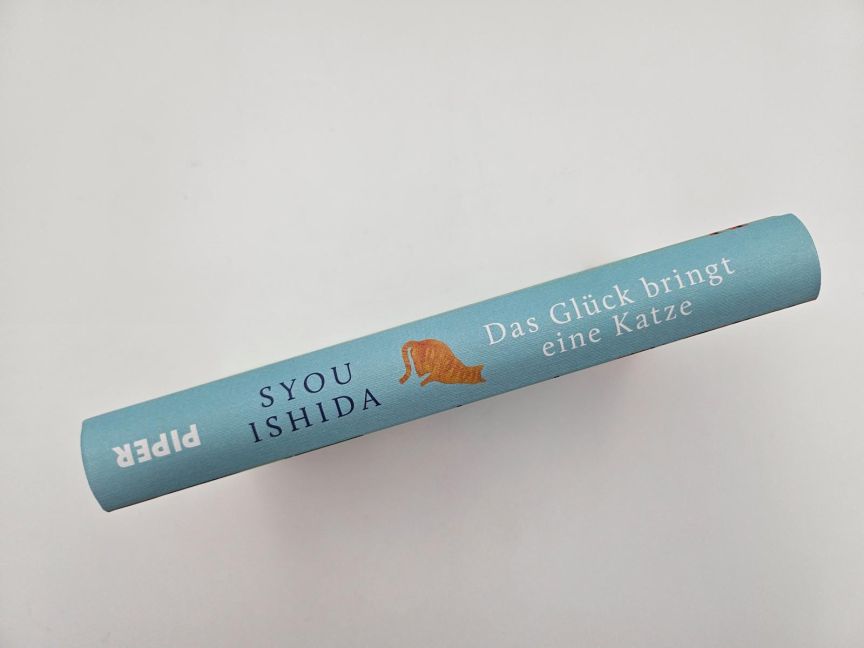 PIPER
SYOU
ISHIDA
Das Glück bringt
eine Katze